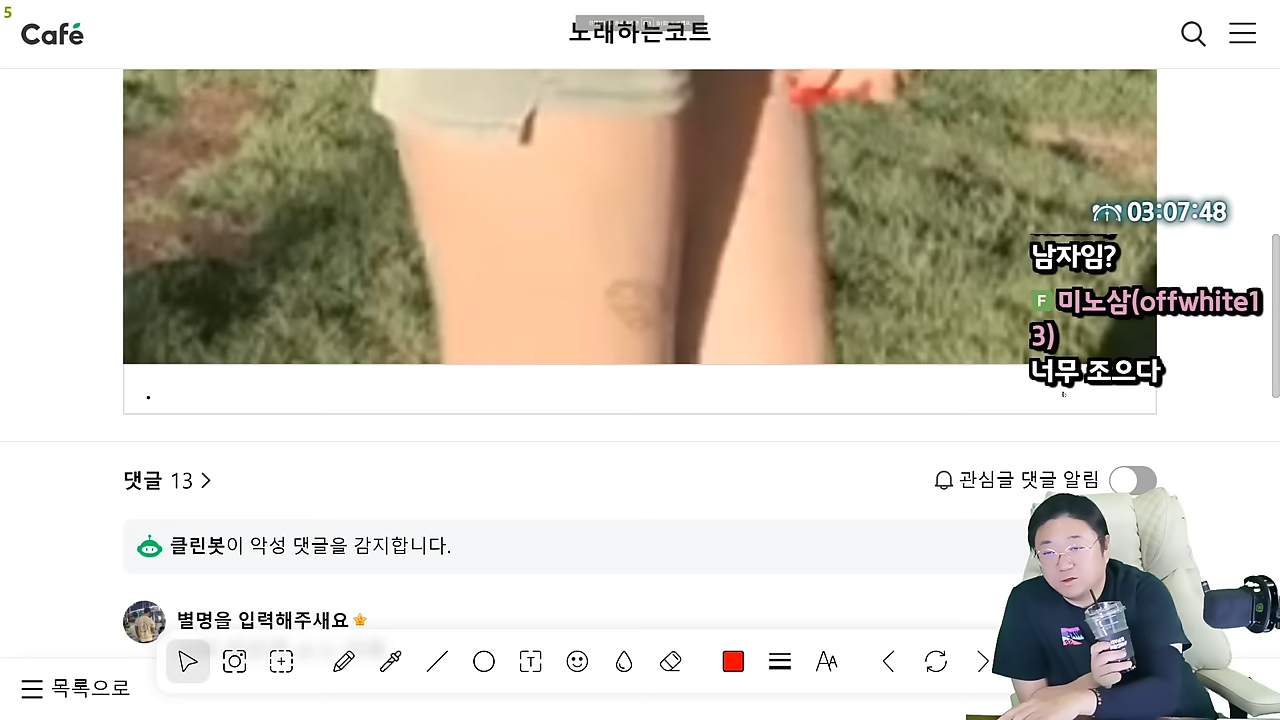 5
Café
노래하는코트
03:07:48
남자임?
F 미노삼(offwhite1
3)
너무 조으다
.
댓글 13
관심글 댓글 알림
클린봇이 악성 댓글을 감지합니다.
별명을 입력해주새요
목록으로